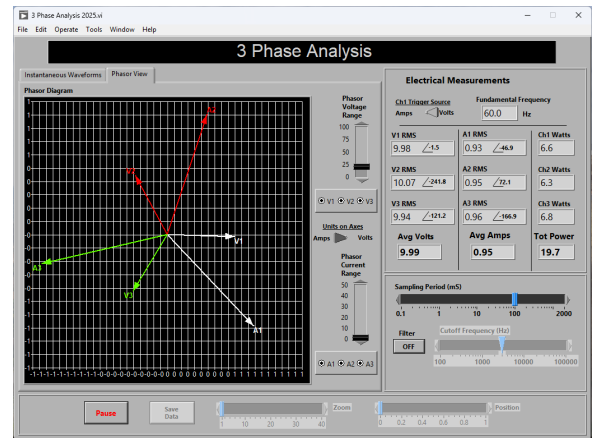 3 Phase Analysis 2025.vi
File Edit Operate Tools Window Help
3 Phase Analysis
Instantaneous Waveforms Phasor View
Phasor Diagram
A2
V2
V1
A3
V3
A1
Phasor Voltage Range
100
75
50
25
0
V1 V2 V3
Units on Axes
Amps Volts
Phasor Current Range
50
40
30
20
10
0
A1 A2 A3
Electrical Measurements
Ch1 Trigger Source Fundamental Frequency
Amps Volts 60.0 Hz
V1 RMS A1 RMS Ch1 Watts
9.98 ∠-1.5 0.93 ∠-46.9 6.6
V2 RMS A2 RMS Ch2 Watts
10.07 ∠-241.8 0.95 ∠72.1 6.3
V3 RMS A3 RMS Ch3 Watts
9.94 ∠-121.2 0.96 ∠-166.9 6.8
Avg Volts Avg Amps Tot Power
9.99 0.95 19.7
Sampling Period (mS)
0.1 1 10 100 2000
Filter Cutoff Frequency (Hz)
OFF
100 1000 10000 100000
Pause Save Data Zoom Position
1 10 20 30 40 0 0.2 0.4 0.6 0.8 1